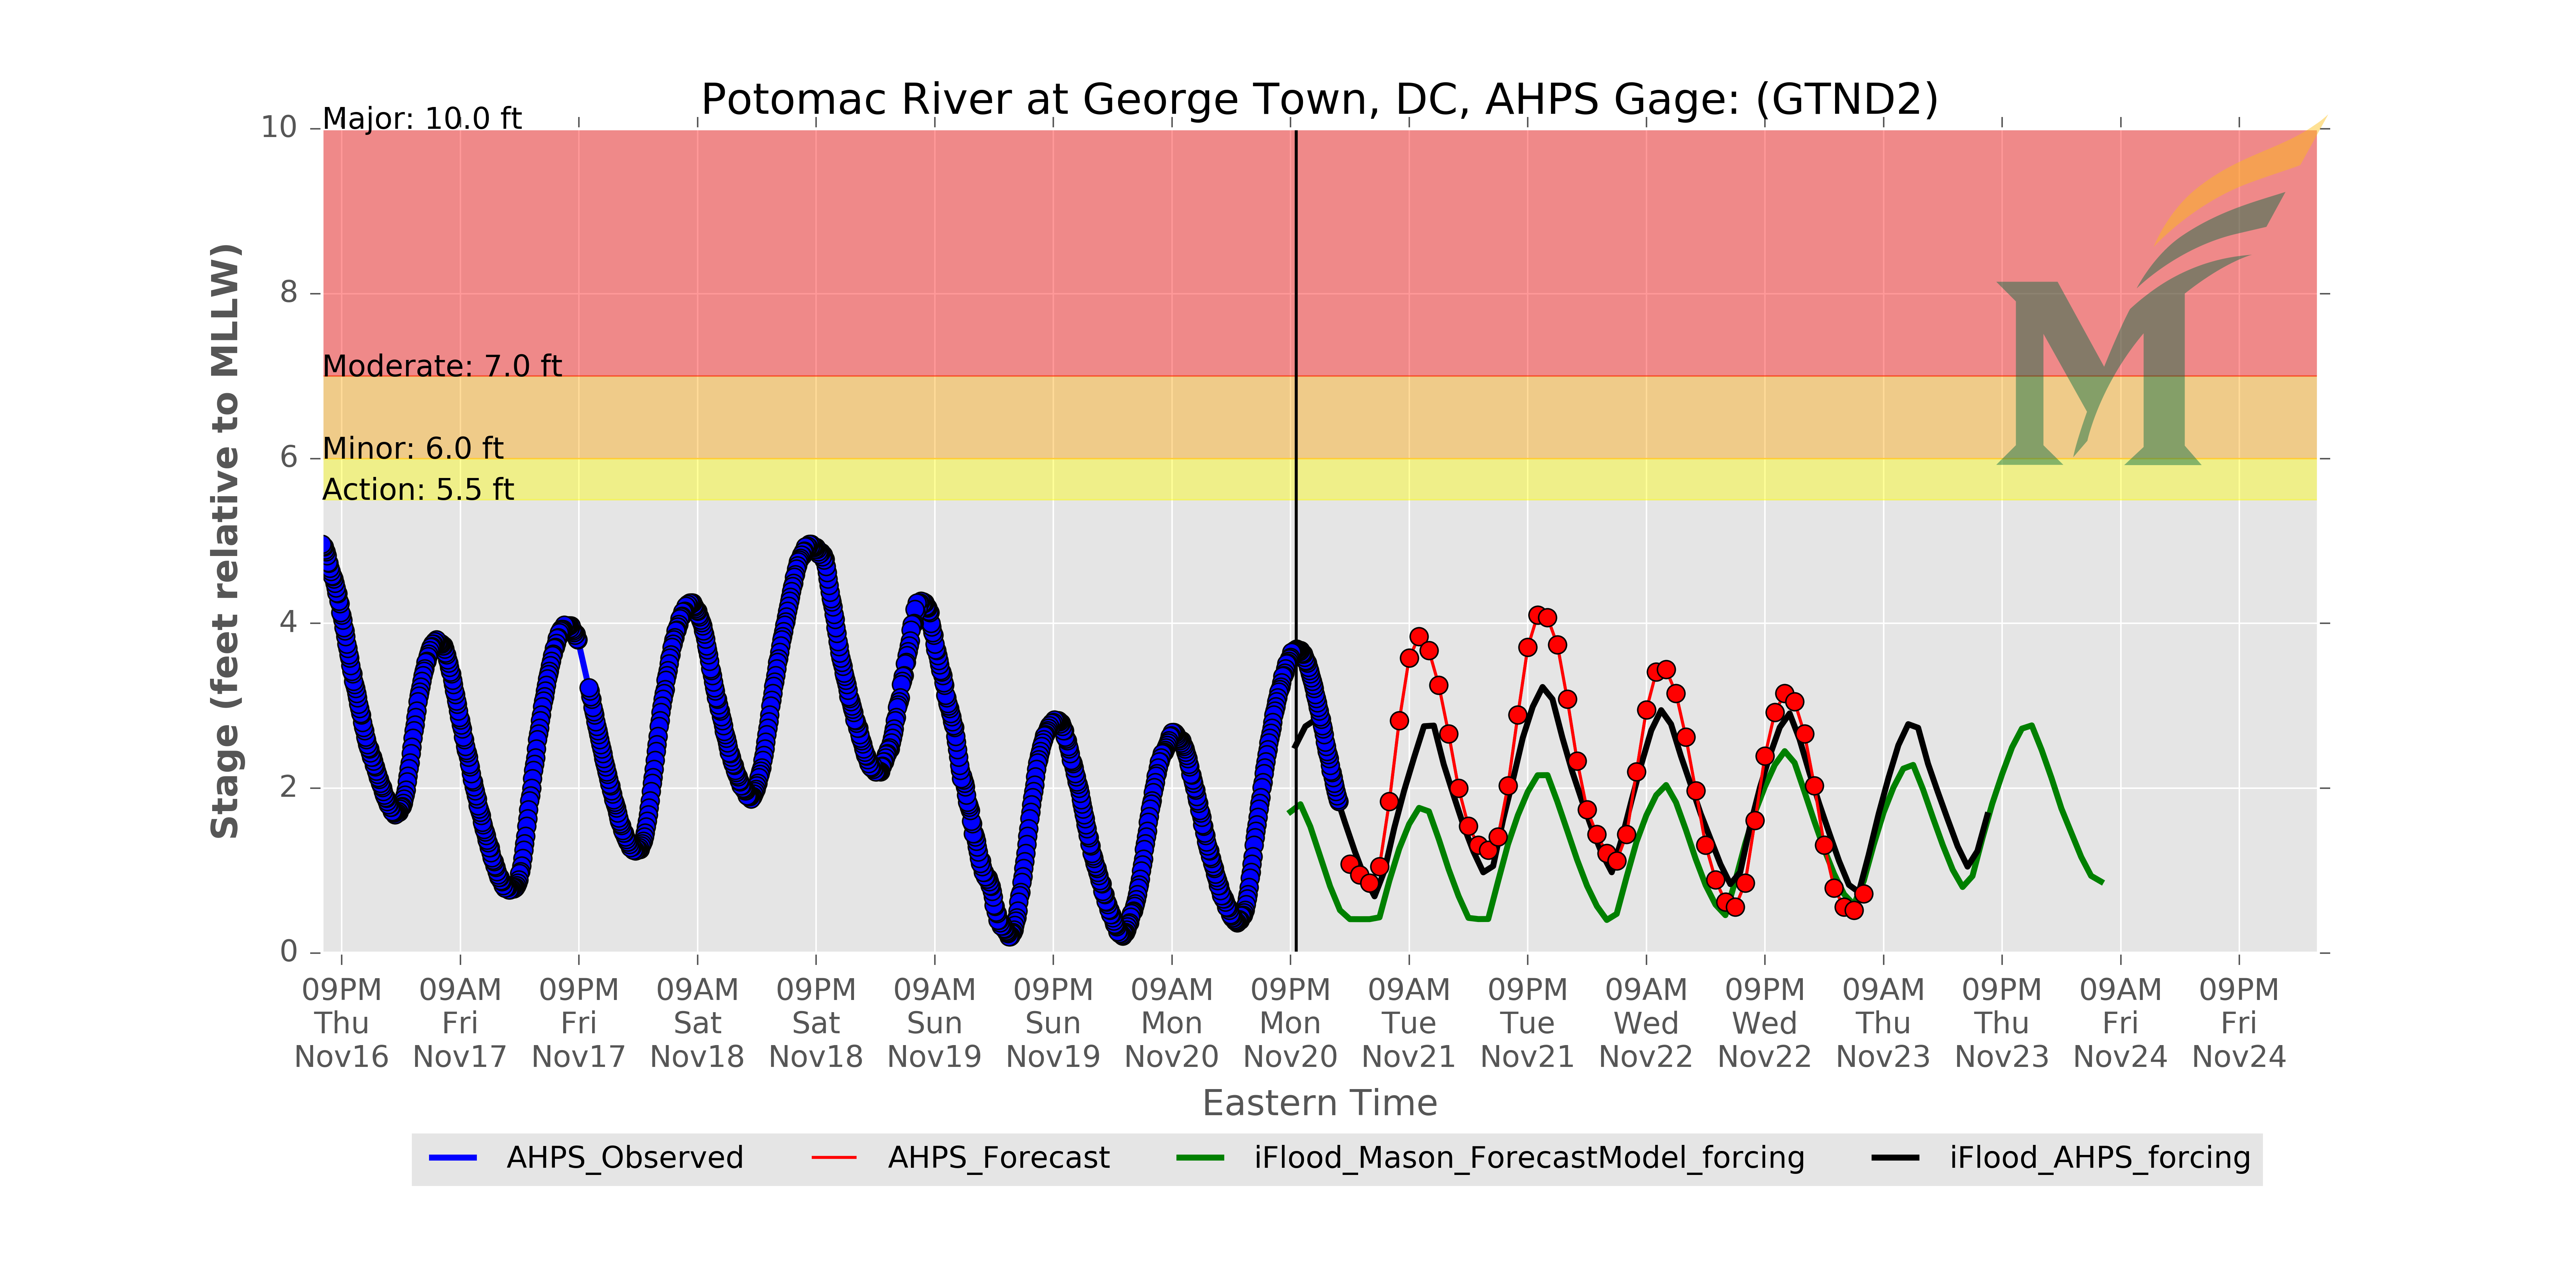 Potomac River at George Town, DC, AHPS Gage: (GTND2)
Major: 10.0 ft
Moderate: 7.0 ft
Minor: 6.0 ft
Action: 5.5 ft
Stage (feet relative to MLLW)
10
8
6
4
2
0
09PM 09AM 09PM 09AM 09PM 09AM 09PM 09AM 09PM 09AM 09PM 09AM 09PM 09AM 09PM 09AM 09PM
Thu Fri Fri Sat Sat Sun Sun Mon Mon Tue Tue Wed Wed Thu Thu Fri Fri
Nov16 Nov17 Nov17 Nov18 Nov18 Nov19 Nov19 Nov20 Nov20 Nov21 Nov21 Nov22 Nov22 Nov23 Nov23 Nov24 Nov24
Eastern Time
AHPS_Observed AHPS_Forecast iFlood_Mason_ForecastModel_forcing iFlood_AHPS_forcing
M